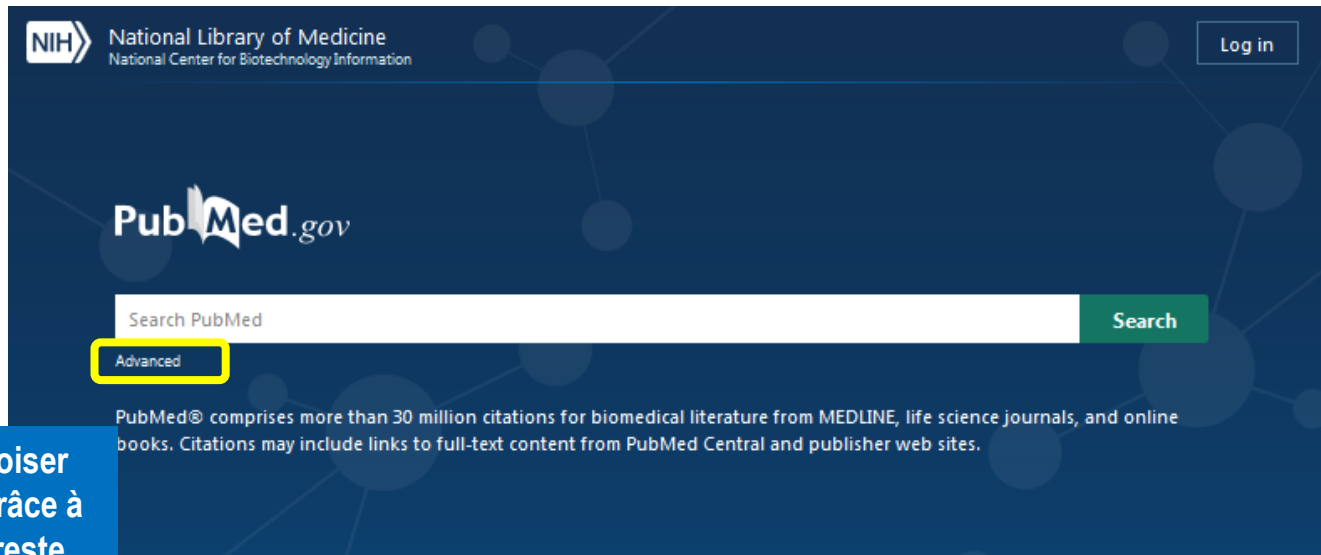 NIH
National Library of Medicine
National Center for Biotechnology Information
Log in
PubMed.gov
Search PubMed
Search
Advanced
PubMed® comprises more than 30 million citations for biomedical literature from MEDLINE, life science journals, and online
books. Citations may include links to full-text content from PubMed Central and publisher web sites.
oiser
râce à
reste